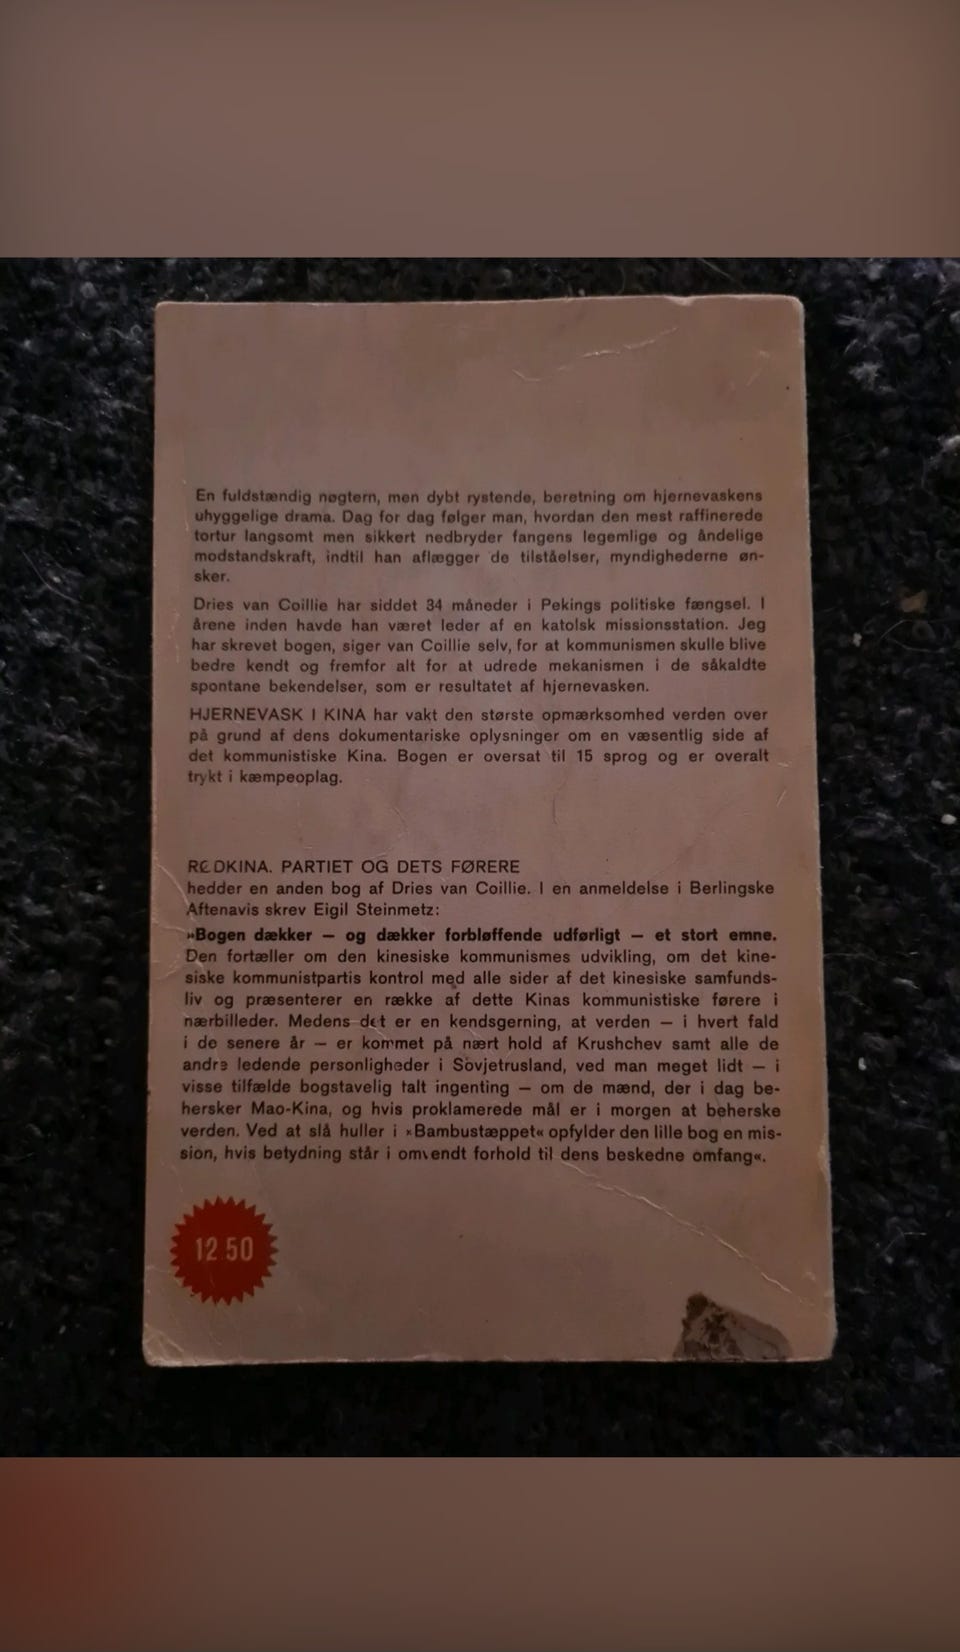 En fuldstændig nøgtern, men dybt rystende, beretning om hjernevaskens
uhyggelige drama. Dag for dag følger man, hvordan den mest raffinerede
tortur langsomt men sikkert nedbryder fangens legemlige og åndelige
modstandskraft, indtil han aflægger de tilståelser, myndighederne øn-
sker.
Dries van Coillie har siddet 34 måneder i Pekings politiske fængsel. I
årene inden havde han været leder af en katolsk missionsstation. Jeg
har skrevet bogen, siger van Coillie selv, for at kommunismen skulle blive
bedre kendt og fremfor alt for at udrede mekanismen i de såkaldte
spontane bekendelser, som er resultatet af hjernevasken.
HJERNEVASK I KINA har vakt den største opmærksomhed verden over
på grund af dens dokumentariske oplysninger om en væsentlig side af
det kommunistiske Kina. Bogen er oversat til 15 sprog og er overalt
trykt i kæmpeoplag.
RØDKINA. PARTIET OG DETS FØRERE
hedder en anden bog af Dries van Coillie. I en anmeldelse i Berlingske
Aftenavis skrev Eigil Steinmetz:
»Bogen dækker — og dækker forbløffende udførligt — et stort emne.
Den fortæller om den kinesiske kommunismes udvikling, om det kine-
siske kommunistpartis kontrol med alle sider af det kinesiske samfunds-
liv og præsenterer en række af dette Kinas kommunistiske førere i
nærbilleder. Medens det er en kendsgerning, at verden — i hvert fald
i de senere år — er kommet på nært hold af Krushchev samt alle de
andre ledende personligheder i Sovjetrusland, ved man meget lidt — i
visse tilfælde bogstavelig talt ingenting — om de mænd, der i dag be-
hersker Mao-Kina, og hvis proklamerede mål er i morgen at beherske
verden. Ved at slå huller i »Bambustæppet« opfylder den lille bog en mis-
sion, hvis betydning står i omvendt forhold til dens beskedne omfang«.
12 50